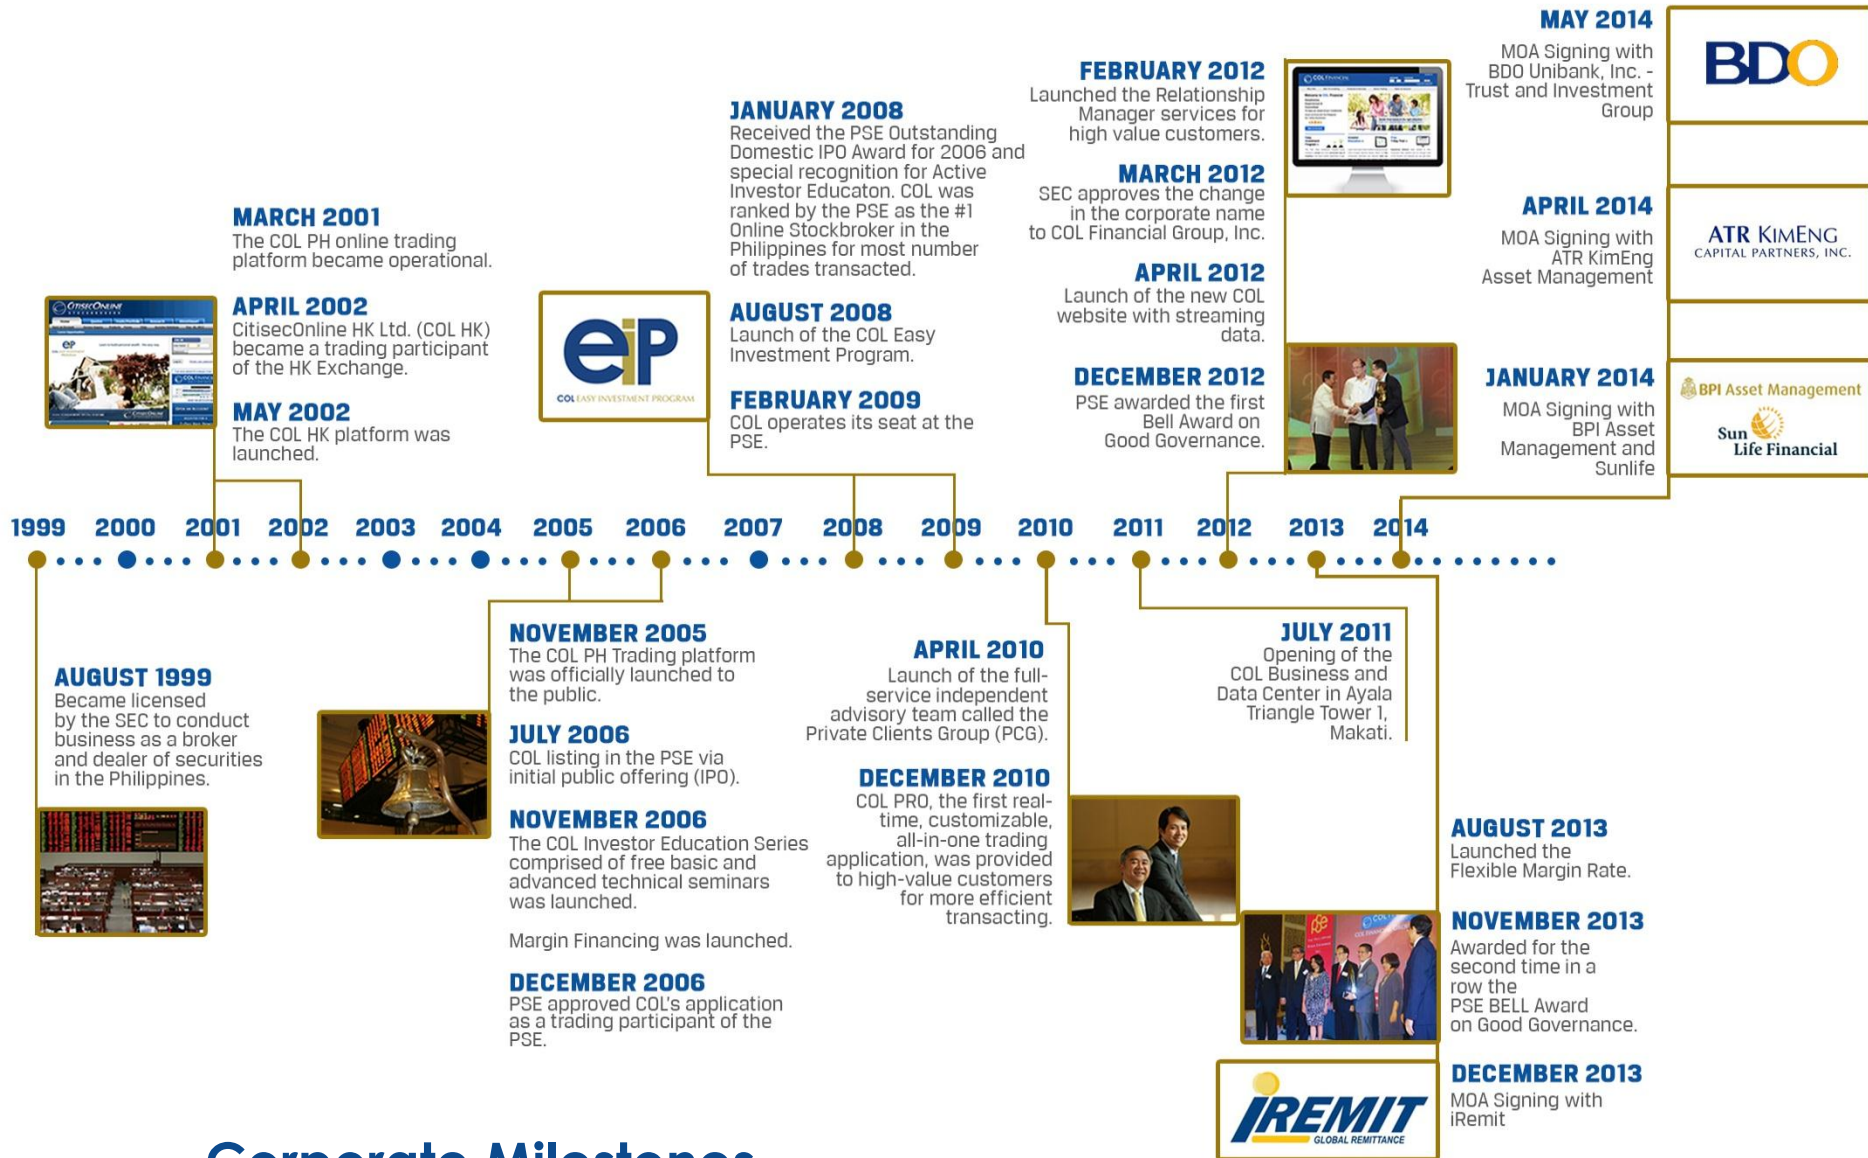 MARCH 2001
The COL PH online trading
platform became operational.
APRIL 2002
CitisecOnline HK Ltd. (COL HK)
became a trading participant
of the HK Exchange.
MAY 2002
The COL HK platform was
launched.
CITISECONLINE
eiP
COL EASY INVESTMENT PROGRAM
JANUARY 2008
Received the PSE Outstanding
Domestic IPO Award for 2006 and
special recognition for Active
Investor Educaton. COL was
ranked by the PSE as the #1
Online Stockbroker in the
Philippines for most number
of trades transacted.
AUGUST 2008
Launch of the COL Easy
Investment Program.
FEBRUARY 2009
COL operates its seat at the
PSE.
FEBRUARY 2012
Launched the Relationship
Manager services for
high value customers.
MARCH 2012
SEC approves the change
in the corporate name
to COL Financial Group, Inc.
APRIL 2012
Launch of the new COL
website with streaming
data.
DECEMBER 2012
PSE awarded the first
Bell Award on
Good Governance.
COL FINANCIAL
MAY 2014
MOA Signing with
BDO Unibank, Inc. -
Trust and Investment
Group
BDO
APRIL 2014
MOA Signing with
ATR KimEng
Asset Management
ATR KIMENG
CAPITAL PARTNERS, INC.
JANUARY 2014
MOA Signing with
BPI Asset
Management and
Sunlife
BPI Asset Management
Sun
Life Financial
1999 2000 2001 2002 2003 2004 2005 2006 2007 2008 2009 2010 2011 2012 2013 2014
AUGUST 1999
Became licensed
by the SEC to conduct
business as a broker
and dealer of securities
in the Philippines.
NOVEMBER 2005
The COL PH Trading platform
was officially launched to
the public.
JULY 2006
COL listing in the PSE via
initial public offering (IPO).
NOVEMBER 2006
The COL Investor Education Series
comprised of free basic and
advanced technical seminars
was launched.
Margin Financing was launched.
DECEMBER 2006
PSE approved COL's application
as a trading participant of the
PSE.
APRIL 2010
Launch of the full-
service independent
advisory team called the
Private Clients Group (PCG).
DECEMBER 2010
COL PRO, the first real-
time, customizable,
all-in-one trading
application, was provided
to high-value customers
for more efficient
transacting.
JULY 2011
Opening of the
COL Business and
Data Center in Ayala
Triangle Tower 1,
Makati.
AUGUST 2013
Launched the
Flexible Margin Rate.
NOVEMBER 2013
Awarded for the
second time in a
row the
PSE BELL Award
on Good Governance.
DECEMBER 2013
MOA Signing with
iRemit
iREMIT
GLOBAL REMITTANCE
Corporate Milestones